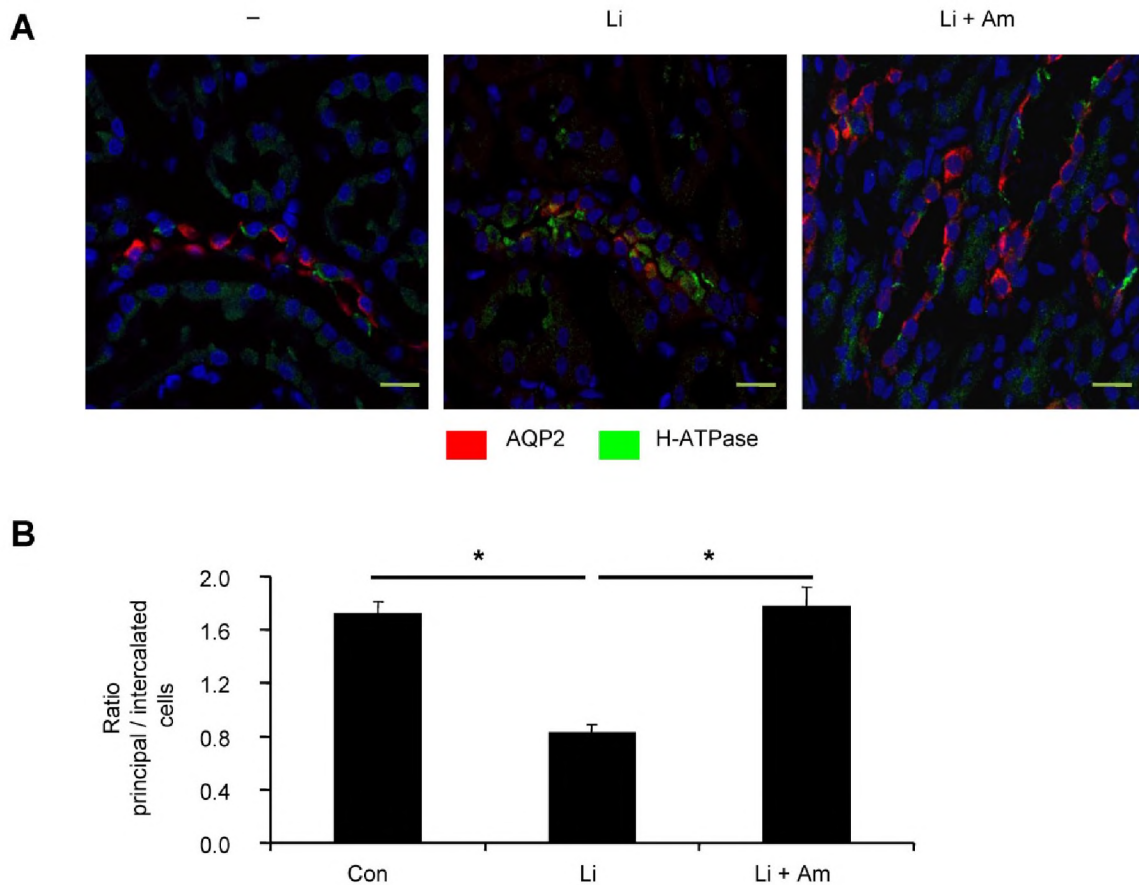 A
– Li Li + Am
AQP2 H-ATPase
B
* *
2.0
1.6
1.2
0.8
0.4
0.0
Ratio
principal / intercalated
cells
Con Li Li + Am